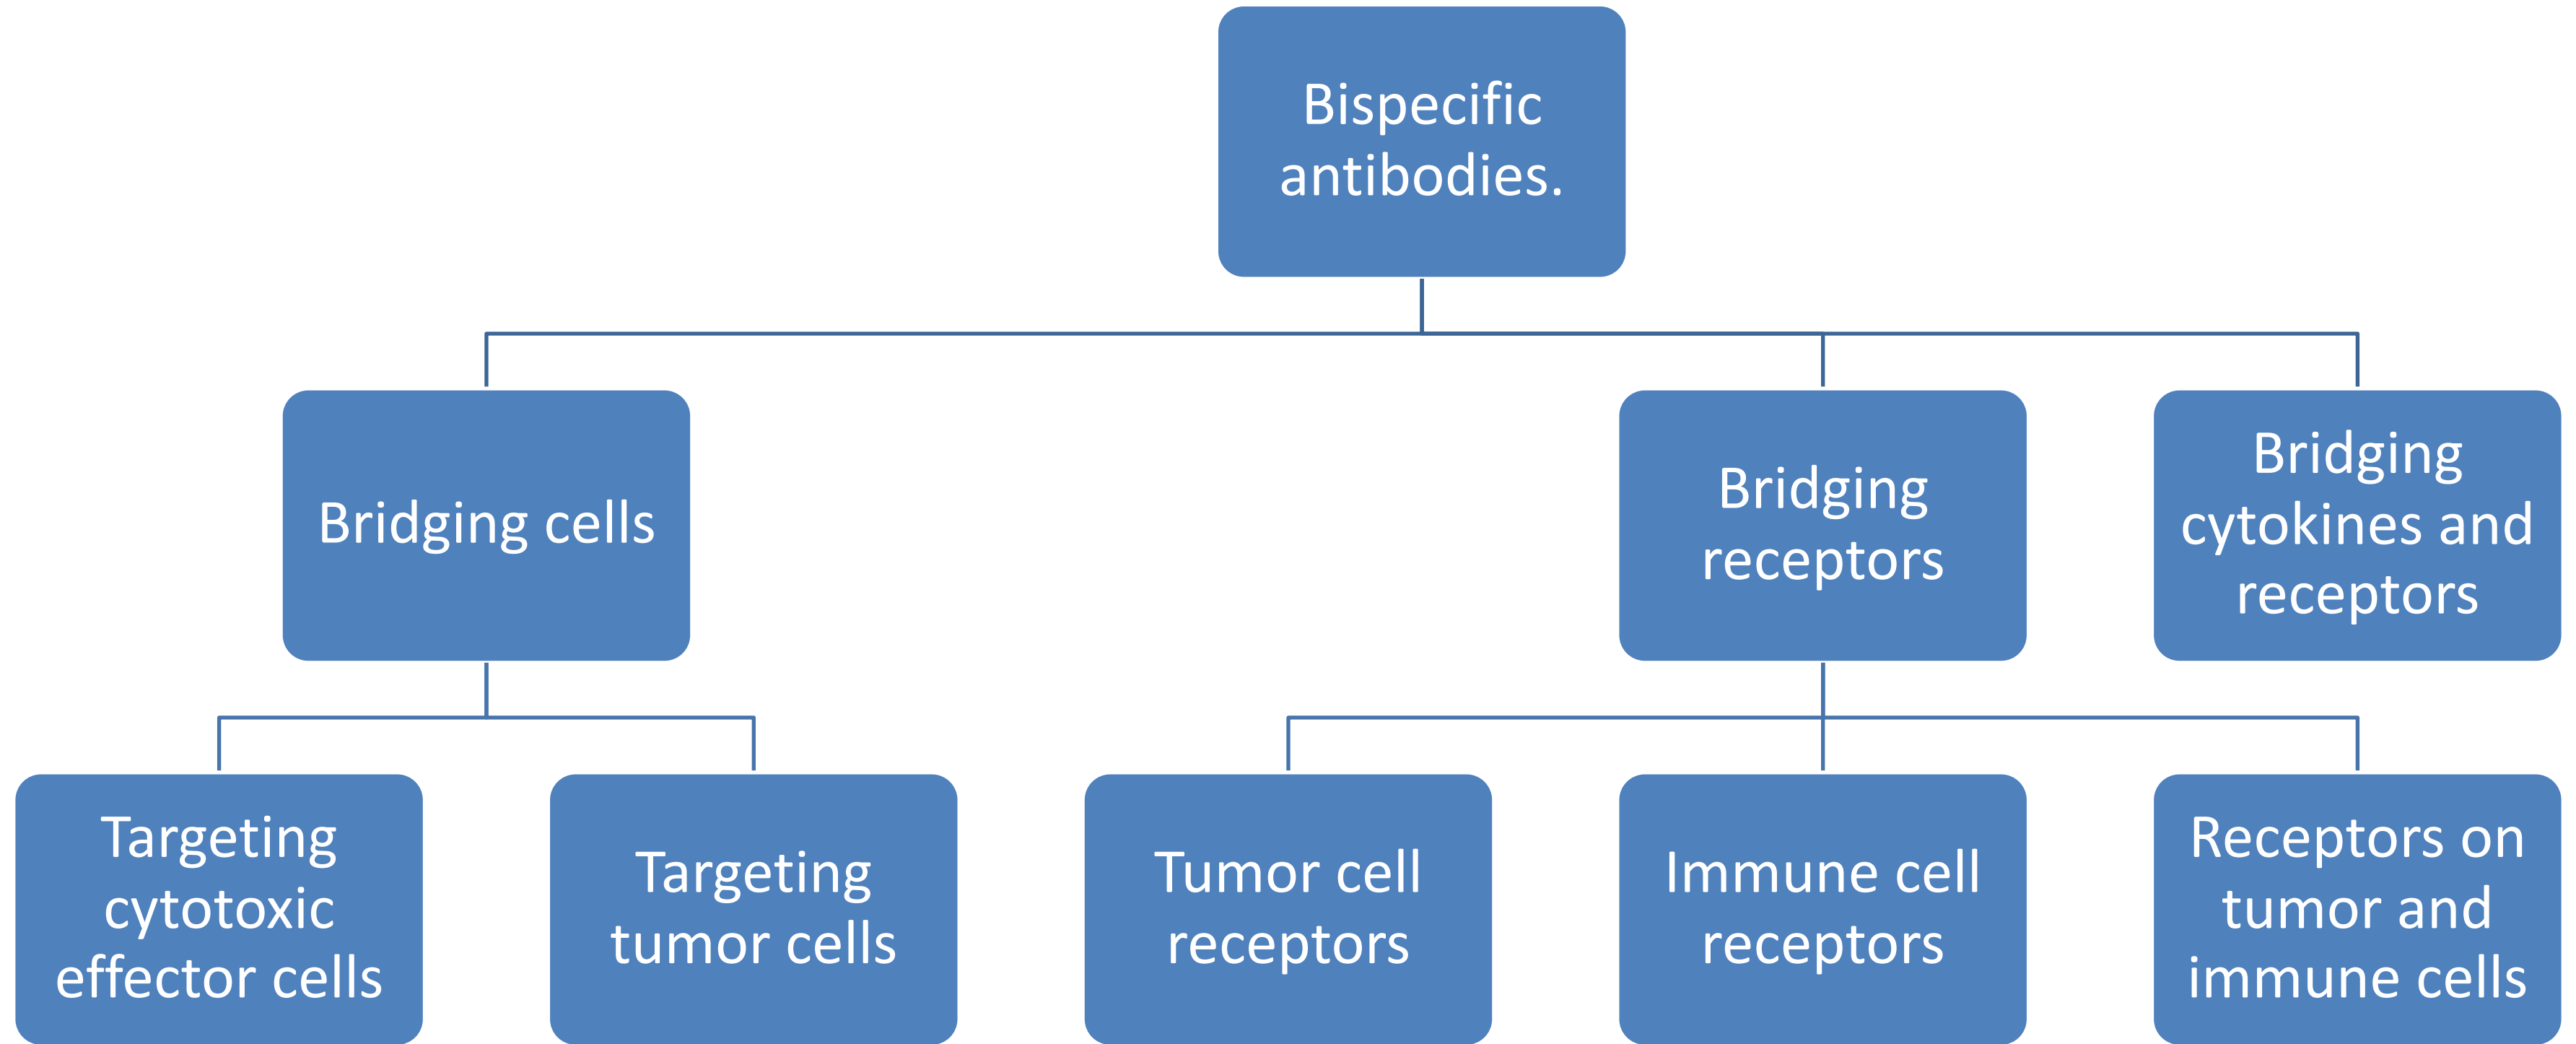 Bispecific
antibodies.
Bridging cells
Bridging
receptors
Bridging
cytokines and
receptors
Targeting
cytotoxic
effector cells
Targeting
tumor cells
Tumor cell
receptors
Immune cell
receptors
Receptors on
tumor and
immune cells